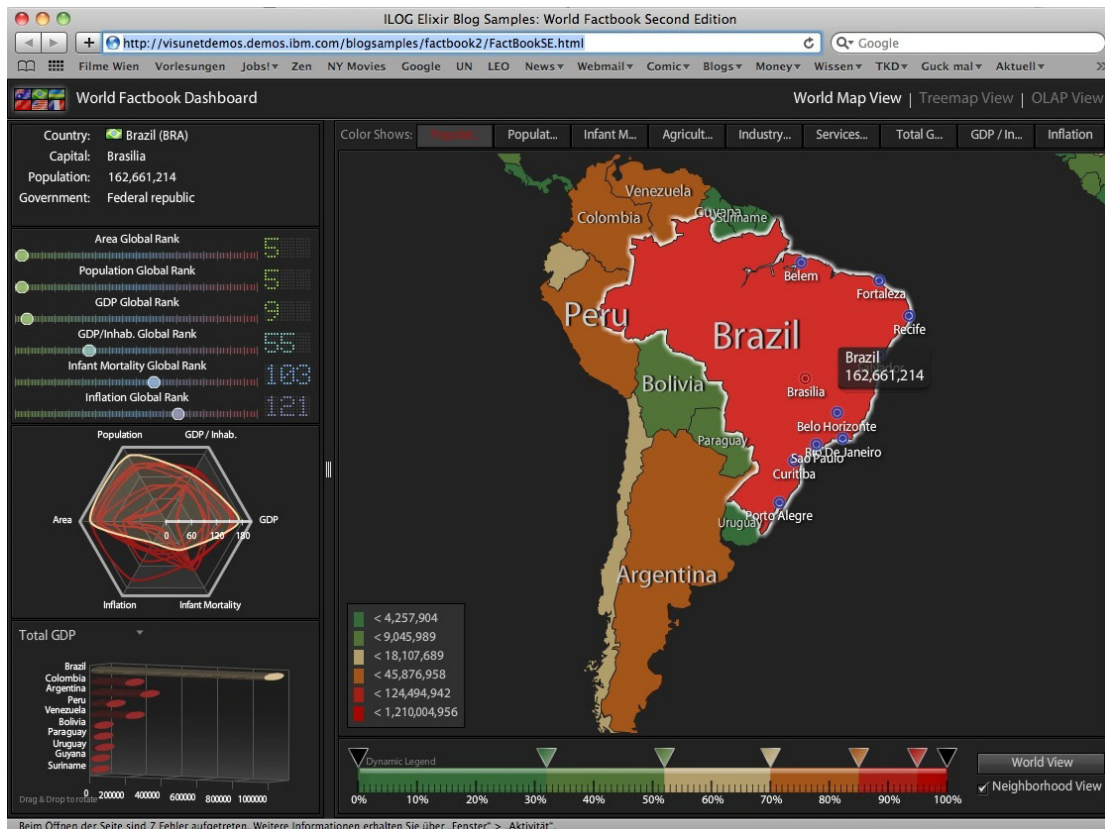 ILOG Elixir Blog Samples: World Factbook Second Edition
http://visunetdemos.demos.ibm.com/blogsamples/factbook2/FactBookSE.html
Google
Filme Wien Vorlesungen Jobs! Zen NY Movies Google UN LEO News Webmail Comic Blogs Money Wissen TKD Guck mal Aktuell
World Factbook Dashboard
World Map View | Treemap View | OLAP View
Country: Brazil (BRA)
Capital: Brasilia
Population: 162,661,214
Government: Federal republic
Color Shows:
Populat... Infant M... Agricult... Industry... Services... Total G... GDP / In... Inflation
Area Global Rank
5
Population Global Rank
5
GDP Global Rank
9
GDP/Inhab. Global Rank
55
Infant Mortality Global Rank
103
Inflation Global Rank
121
Population GDP / Inhab.
Area GDP
0 60 120 180
Inflation Infant Mortality
Total GDP
Brazil
Colombia
Argentina
Peru
Venezuela
Bolivia
Paraguay
Uruguay
Guyana
Suriname
0 200000 400000 600000 800000 1000000
Drag & Drop to rotate
Venezuela
Guyana
Suriname
Colombia
Belem
Fortaleza
Peru
Recife
Brazil
Brazil
162,661,214
Salvador
Bolivia
Brasilia
Belo Horizonte
Paraguay
Rio De Janeiro
Sao Paulo
Curitiba
Porto Alegre
Uruguay
Argentina
< 4,257,904
< 9,045,989
< 18,107,689
< 45,876,958
< 124,494,942
< 1,210,004,956
Dynamic Legend
0% 10% 20% 30% 40% 50% 60% 70% 80% 90% 100%
World View
Neighborhood View
Beim Öffnen der Seite sind 7 Fehler aufgetreten. Weitere Informationen erhalten Sie über „Fenster“ > „Aktivität“.